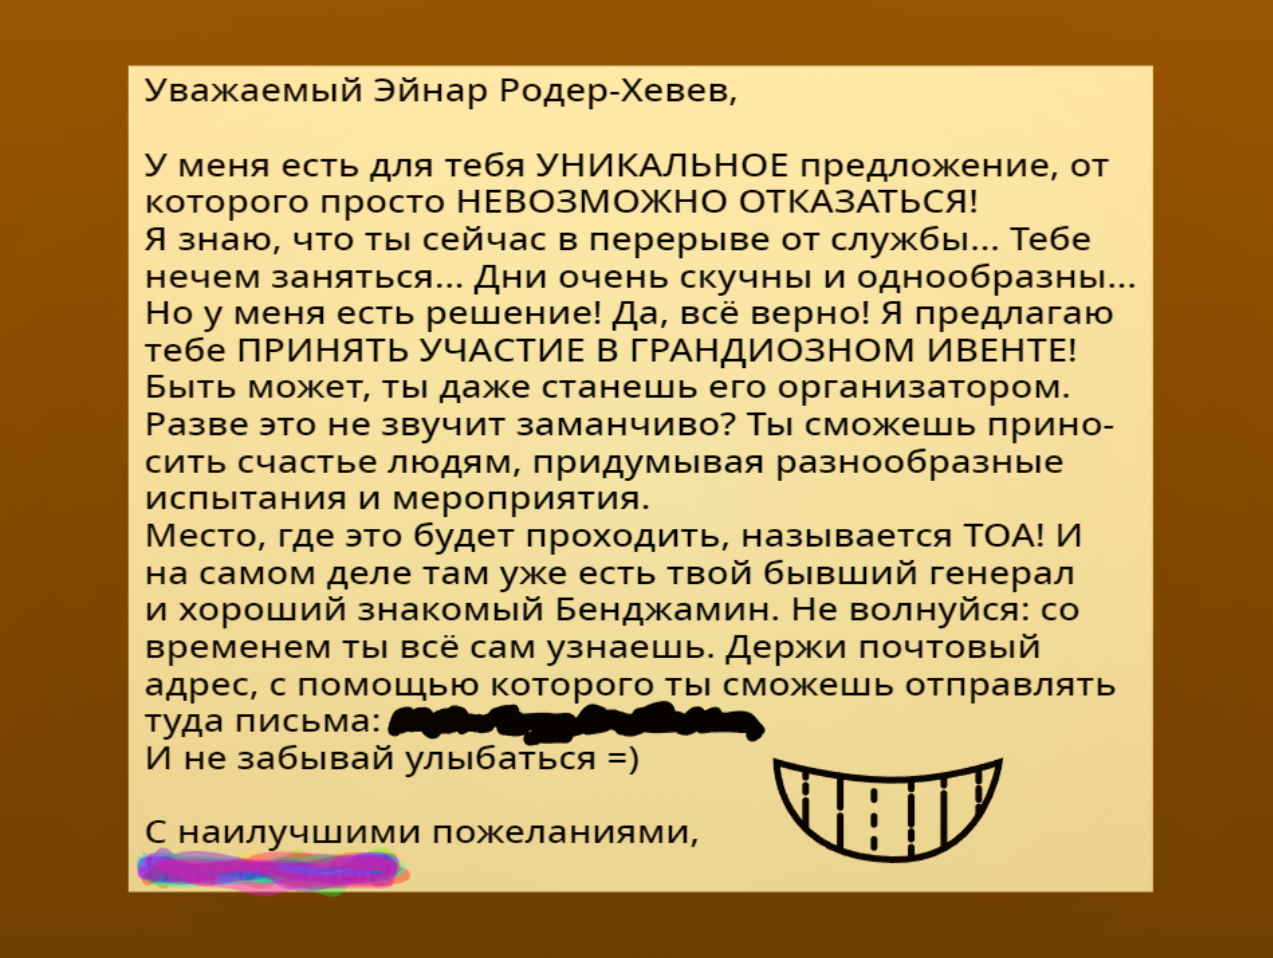 Уважаемый Эйнар Родер-Хевев,
У меня есть для тебя УНИКАЛЬНОЕ предложение, от
которого просто НЕВОЗМОЖНО ОТКАЗАТЬСЯ!
Я знаю, что ты сейчас в перерыве от службы... Тебе
нечем заняться... Дни очень скучны и однообразны...
Но у меня есть решение! Да, всё верно! Я предлагаю
тебе ПРИНЯТЬ УЧАСТИЕ В ГРАНДИОЗНОМ ИВЕНТЕ!
Быть может, ты даже станешь его организатором.
Разве это не звучит заманчиво? Ты сможешь прино-
сить счастье людям, придумывая разнообразные
испытания и мероприятия.
Место, где это будет проходить, называется ТОА! И
на самом деле там уже есть твой бывший генерал
и хороший знакомый Бенджамин. Не волнуйся: со
временем ты всё сам узнаешь. Держи почтовый
адрес, с помощью которого ты сможешь отправлять
туда письма:
И не забывай улыбаться =)
С наилучшими пожеланиями,